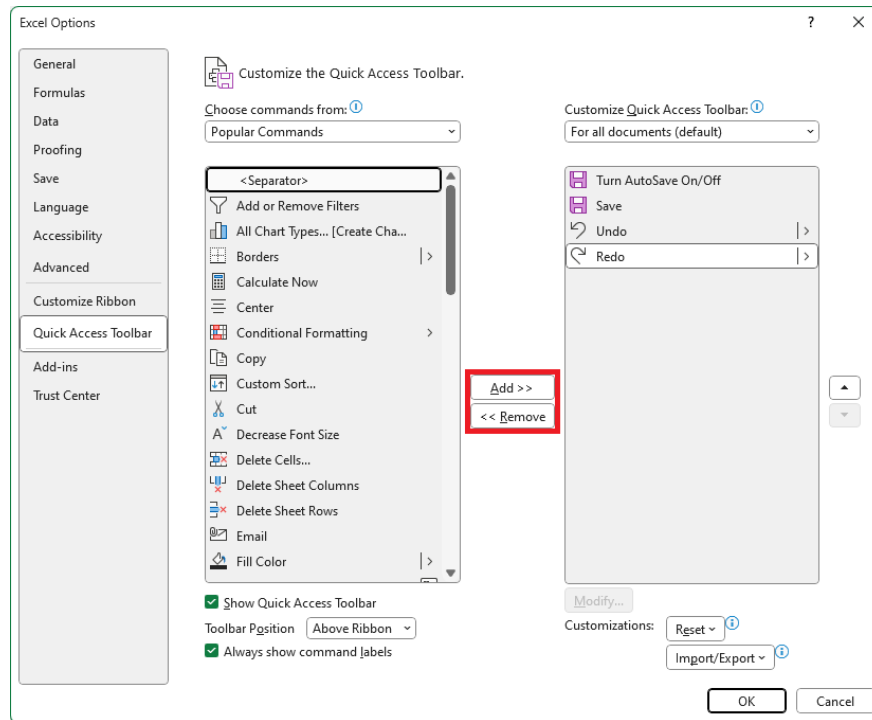 Excel Options
?
General
Formulas
Data
Proofing
Save
Language
Accessibility
Advanced
Customize Ribbon
Quick Access Toolbar
Add-ins
Trust Center
Customize the Quick Access Toolbar.
Choose commands from:
Popular Commands
<Separator>
Add or Remove Filters
All Chart Types... [Create Cha...
Borders
Calculate Now
Center
Conditional Formatting
Copy
Custom Sort...
Cut
Decrease Font Size
Delete Cells...
Delete Sheet Columns
Delete Sheet Rows
Email
Fill Color
Show Quick Access Toolbar
Toolbar Position Above Ribbon
Always show command labels
Add >>
<< Remove
Customize Quick Access Toolbar:
For all documents (default)
Turn AutoSave On/Off
Save
Undo
Redo
Modify...
Customizations: Reset
Import/Export
OK
Cancel